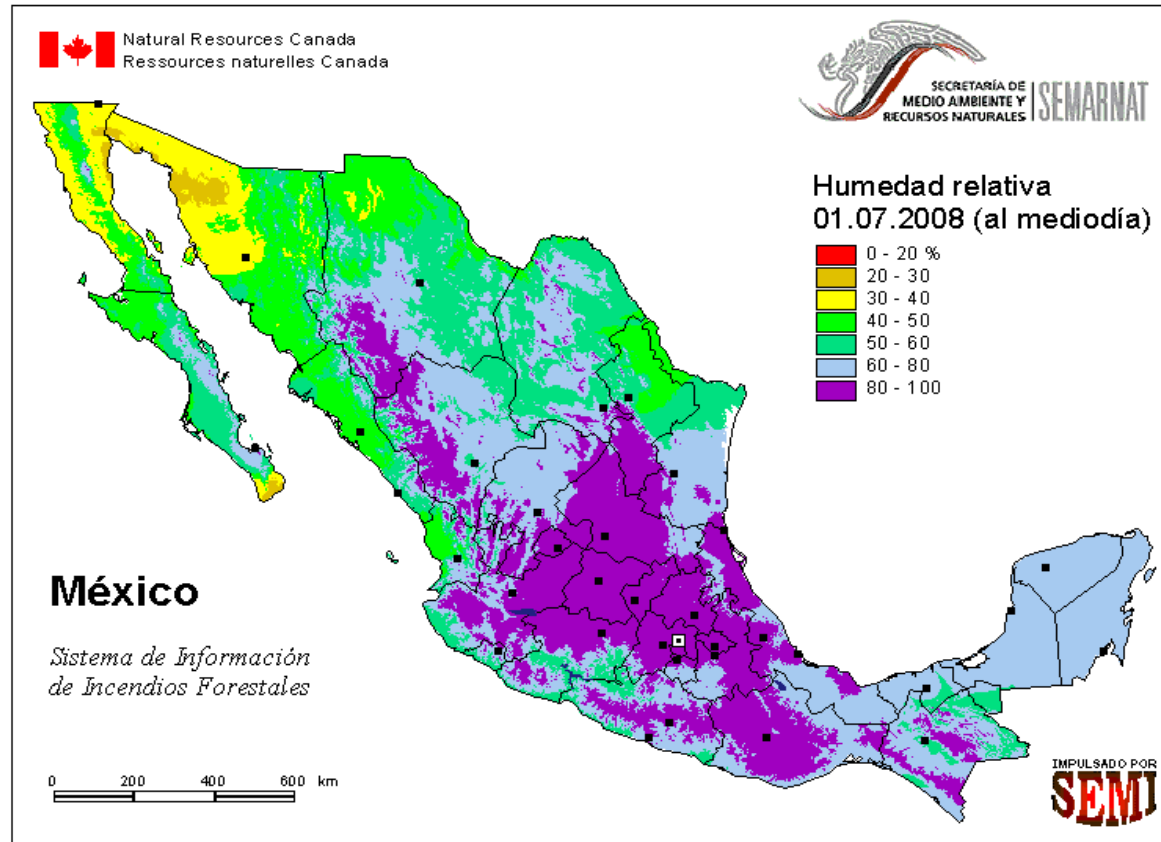 Natural Resources Canada
Ressources naturelles Canada
SECRETARÍA DE
MEDIO AMBIENTE Y
RECURSOS NATURALES
SEMARNAT
Humedad relativa
01.07.2008 (al mediodía)
0 - 20 %
20 - 30
30 - 40
40 - 50
50 - 60
60 - 80
80 - 100
México
Sistema de Información
de Incendios Forestales
0 200 400 600 km
IMPULSADO POR
SEMI